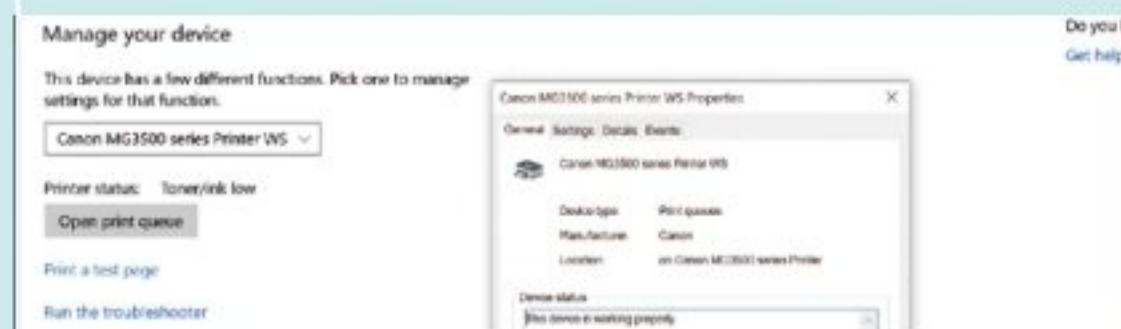 Manage your device
Do you
Get help
This device has a few different functions. Pick one to manage
settings for that function.
Canon MG3500 series Printer WS
Printer status: Toner/ink low
Open print queue
Print a test page
Run the troubleshooter
Canon MG3500 series Printer WS Properties
General Settings Details Events
Canon MG3500 series Printer WS
Device type Print queues
Manufacturer Canon
Location on Canon MG3500 series Printer
Device status
This device is working properly.